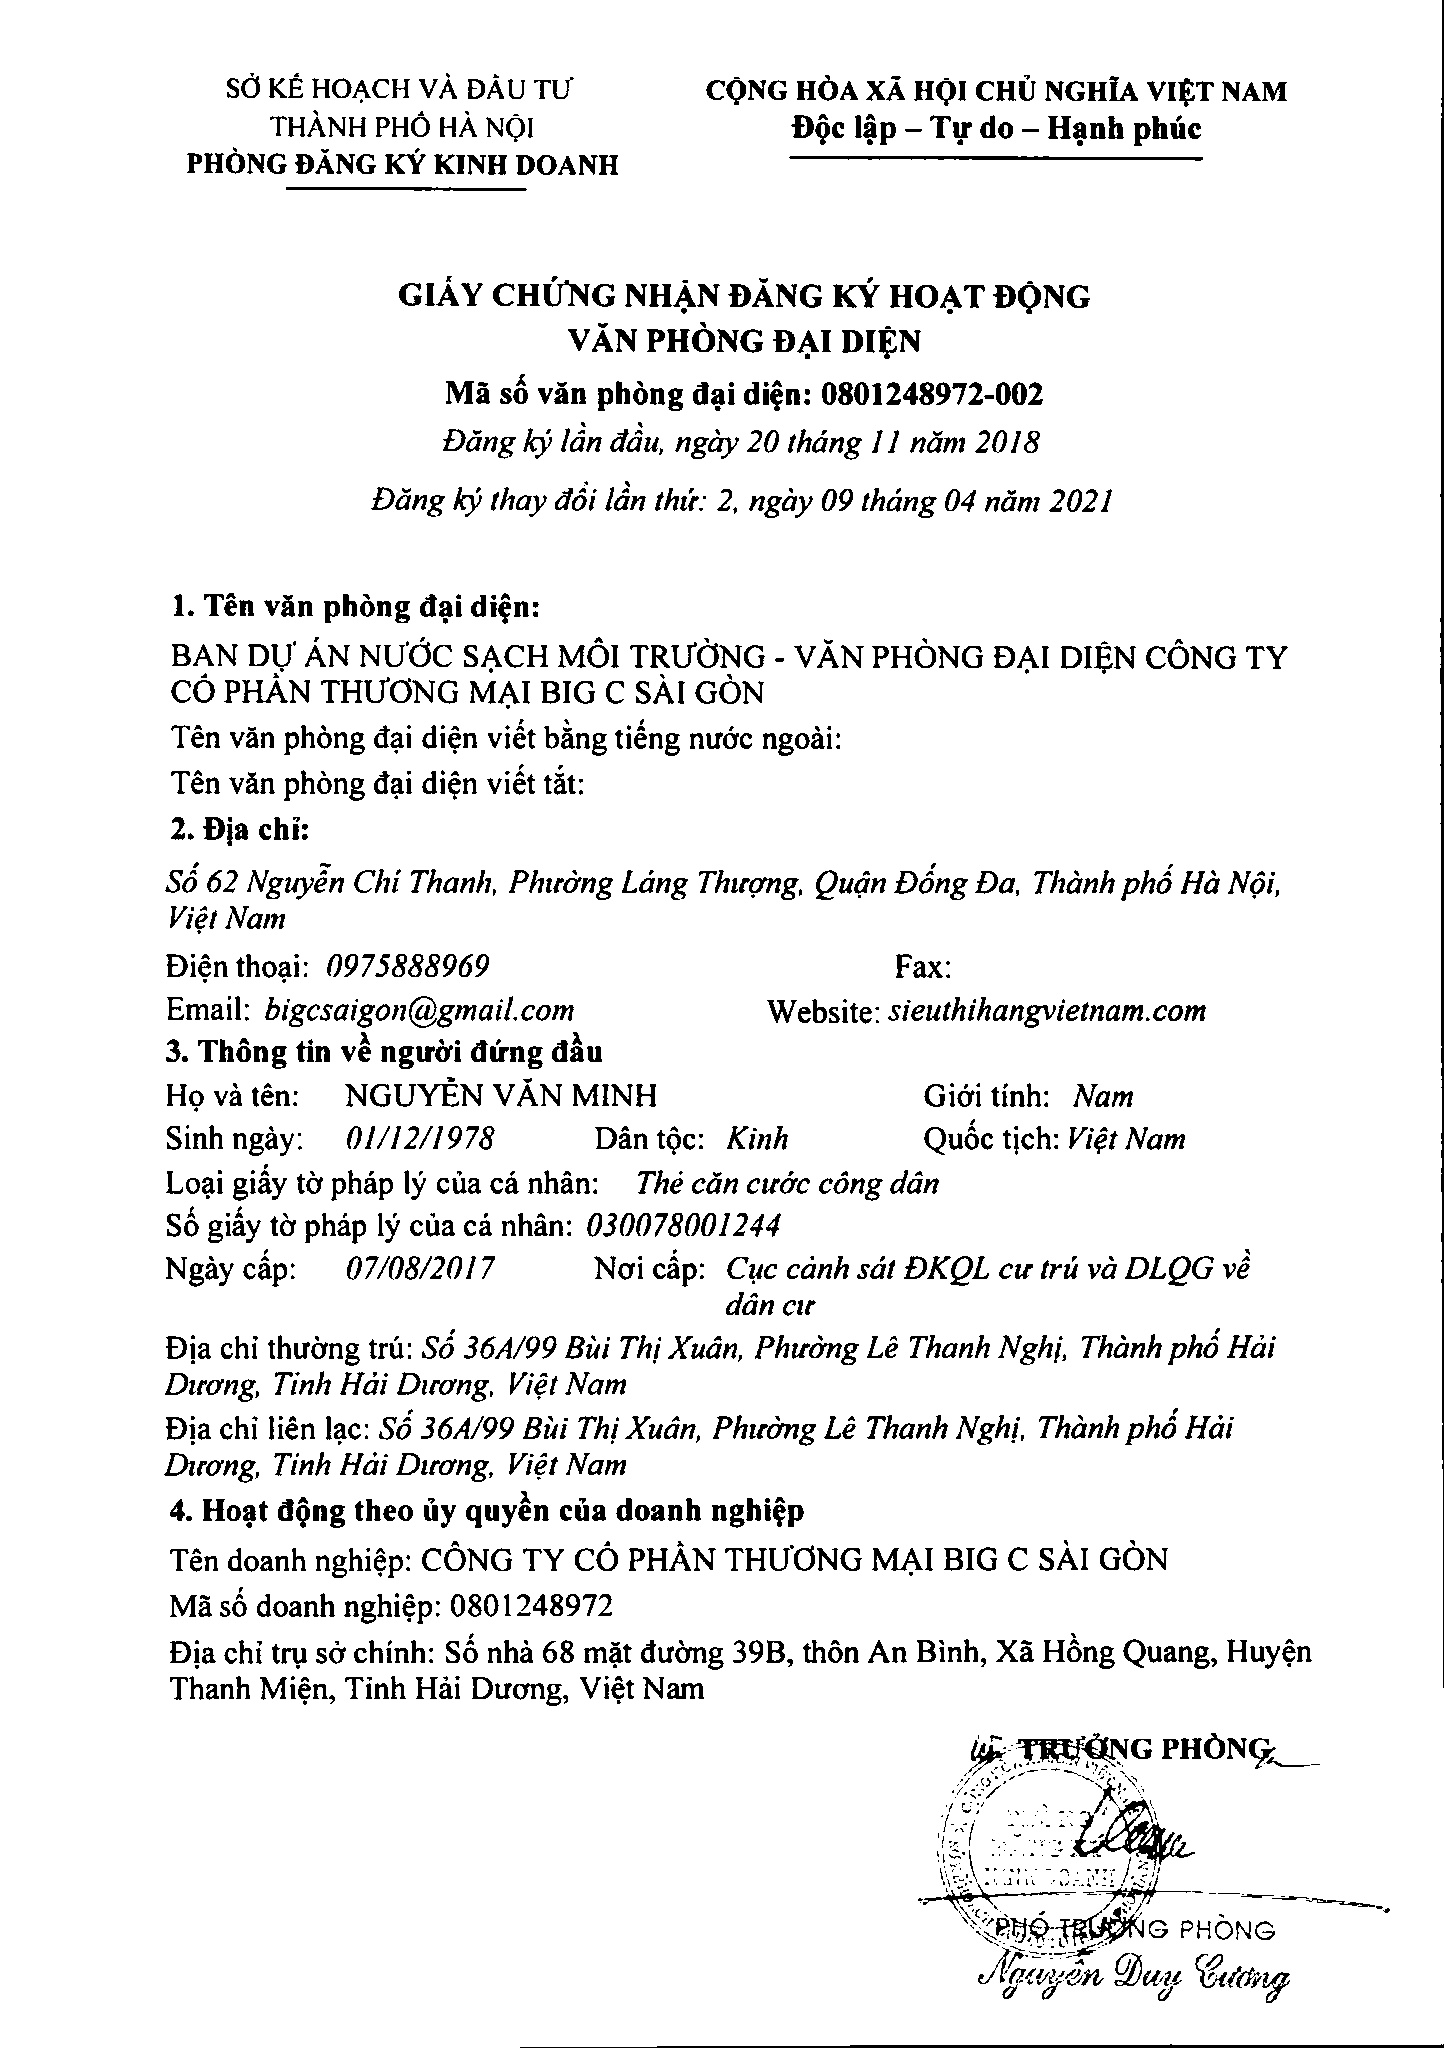 SỞ KẾ HOẠCH VÀ ĐẦU TƯ
THÀNH PHỐ HÀ NỘI
PHÒNG ĐĂNG KÝ KINH DOANH
CỘNG HÒA XÃ HỘI CHỦ NGHĨA VIỆT NAM
Độc lập – Tự do – Hạnh phúc
GIẤY CHỨNG NHẬN ĐĂNG KÝ HOẠT ĐỘNG
VĂN PHÒNG ĐẠI DIỆN
Mã số văn phòng đại diện: 0801248972-002
Đăng ký lần đầu, ngày 20 tháng 11 năm 2018
Đăng ký thay đổi lần thứ: 2, ngày 09 tháng 04 năm 2021
1. Tên văn phòng đại diện:
BAN DỰ ÁN NƯỚC SẠCH MÔI TRƯỜNG - VĂN PHÒNG ĐẠI DIỆN CÔNG TY
CỔ PHẦN THƯƠNG MẠI BIG C SÀI GÒN
Tên văn phòng đại diện viết bằng tiếng nước ngoài:
Tên văn phòng đại diện viết tắt:
2. Địa chỉ:
Số 62 Nguyễn Chí Thanh, Phường Láng Thượng, Quận Đống Đa, Thành phố Hà Nội,
Việt Nam
Điện thoại: 0975888969 Fax:
Email: bigcsaigon@gmail.com Website: sieuthihangvietnam.com
3. Thông tin về người đứng đầu
Họ và tên: NGUYỄN VĂN MINH Giới tính: Nam
Sinh ngày: 01/12/1978 Dân tộc: Kinh Quốc tịch: Việt Nam
Loại giấy tờ pháp lý của cá nhân: Thẻ căn cước công dân
Số giấy tờ pháp lý của cá nhân: 030078001244
Ngày cấp: 07/08/2017 Nơi cấp: Cục cảnh sát ĐKQL cư trú và DLQG về
dân cư
Địa chỉ thường trú: Số 36A/99 Bùi Thị Xuân, Phường Lê Thanh Nghị, Thành phố Hải
Dương, Tỉnh Hải Dương, Việt Nam
Địa chỉ liên lạc: Số 36A/99 Bùi Thị Xuân, Phường Lê Thanh Nghị, Thành phố Hải
Dương, Tỉnh Hải Dương, Việt Nam
4. Hoạt động theo ủy quyền của doanh nghiệp
Tên doanh nghiệp: CÔNG TY CỔ PHẦN THƯƠNG MẠI BIG C SÀI GÒN
Mã số doanh nghiệp: 0801248972
Địa chỉ trụ sở chính: Số nhà 68 mặt đường 39B, thôn An Bình, Xã Hồng Quang, Huyện
Thanh Miện, Tỉnh Hải Dương, Việt Nam
TRƯỞNG PHÒNG
PHÒNG
ĐĂNG KÝ
KINH DOANH
PHÓ TRƯỞNG PHÒNG
Nguyễn Duy Cương